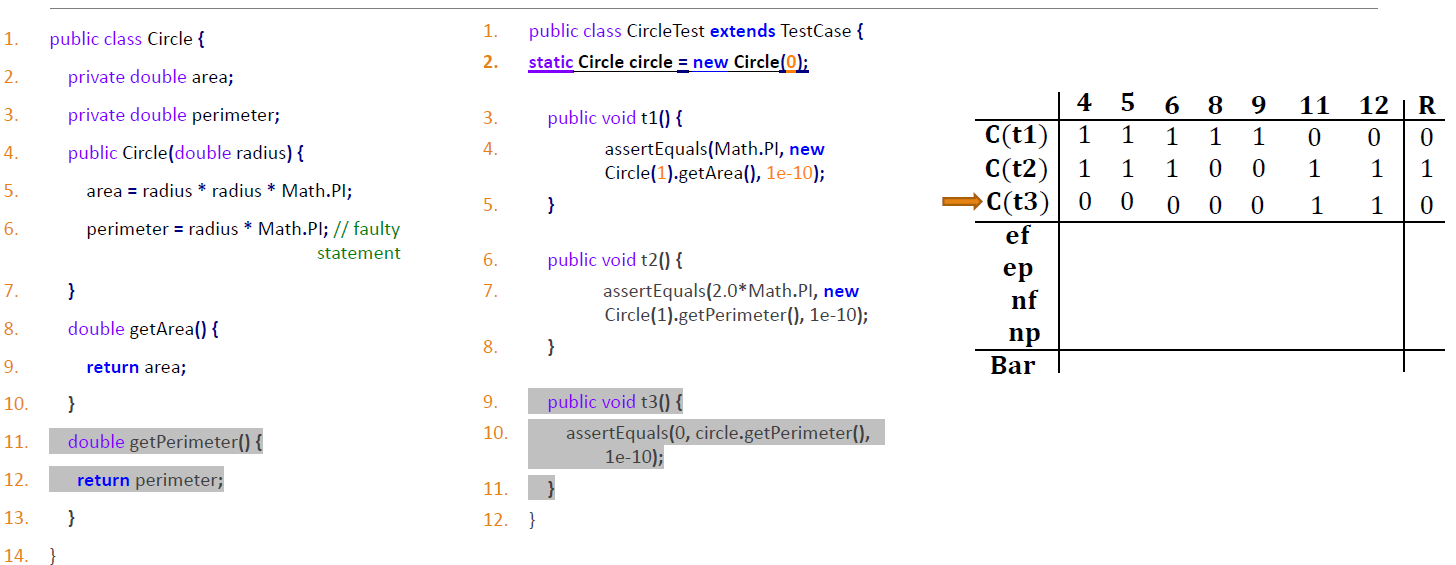 1. public class Circle {
2. private double area;
3. private double perimeter;
4. public Circle(double radius) {
5. area = radius * radius * Math.PI;
6. perimeter = radius * Math.PI; // faulty
statement
7. }
8. double getArea() {
9. return area;
10. }
11. double getPerimeter() {
12. return perimeter;
13. }
14. }
1. public class CircleTest extends TestCase {
2. static Circle circle = new Circle(0);
3. public void t1() {
4. assertEquals(Math.PI, new
Circle(1).getArea(), 1e-10);
5. }
6. public void t2() {
7. assertEquals(2.0*Math.PI, new
Circle(1).getPerimeter(), 1e-10);
8. }
9. public void t3() {
10. assertEquals(0, circle.getPerimeter(),
1e-10);
11. }
12. }
4 5 6 8 9 11 12 R
C(t1) 1 1 1 1 1 0 0 0
C(t2) 1 1 1 0 0 1 1 1
C(t3) 0 0 0 0 0 1 1 0
ef
ep
nf
np
Bar